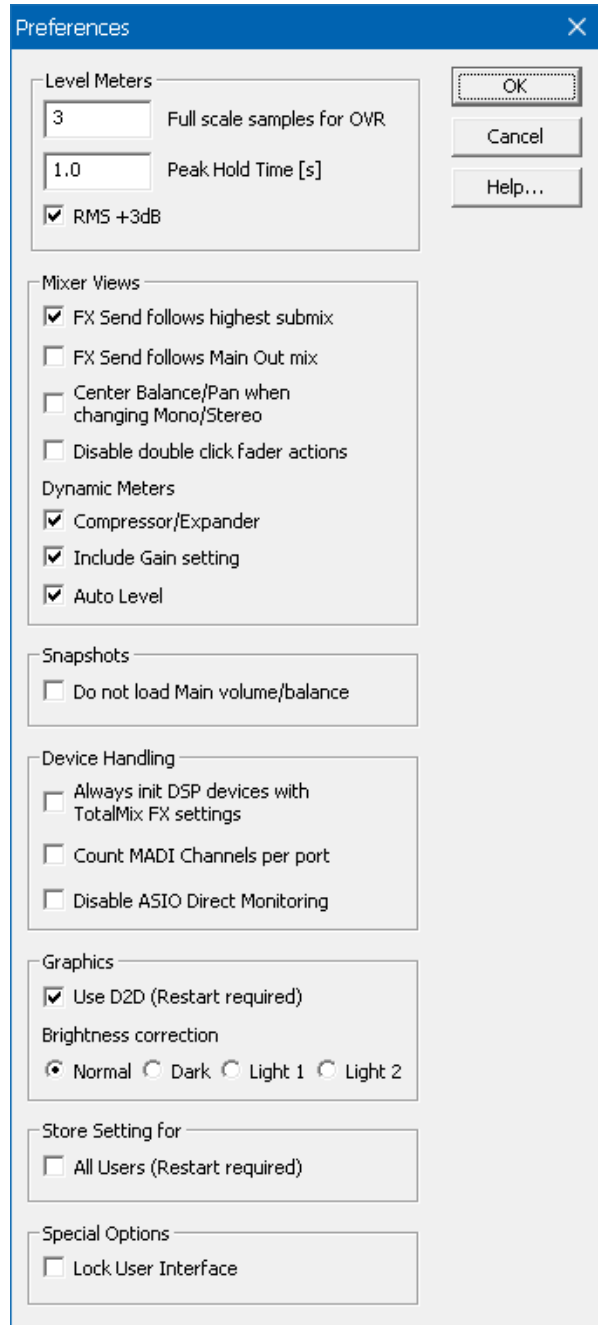 Preferences
Level Meters
OK
3 Full scale samples for OVR
Cancel
1.0 Peak Hold Time [s]
Help...
RMS +3dB
Mixer Views
FX Send follows highest submix
FX Send follows Main Out mix
Center Balance/Pan when
changing Mono/Stereo
Disable double click fader actions
Dynamic Meters
Compressor/Expander
Include Gain setting
Auto Level
Snapshots
Do not load Main volume/balance
Device Handling
Always init DSP devices with
TotalMix FX settings
Count MADI Channels per port
Disable ASIO Direct Monitoring
Graphics
Use D2D (Restart required)
Brightness correction
Normal Dark Light 1 Light 2
Store Setting for
All Users (Restart required)
Special Options
Lock User Interface